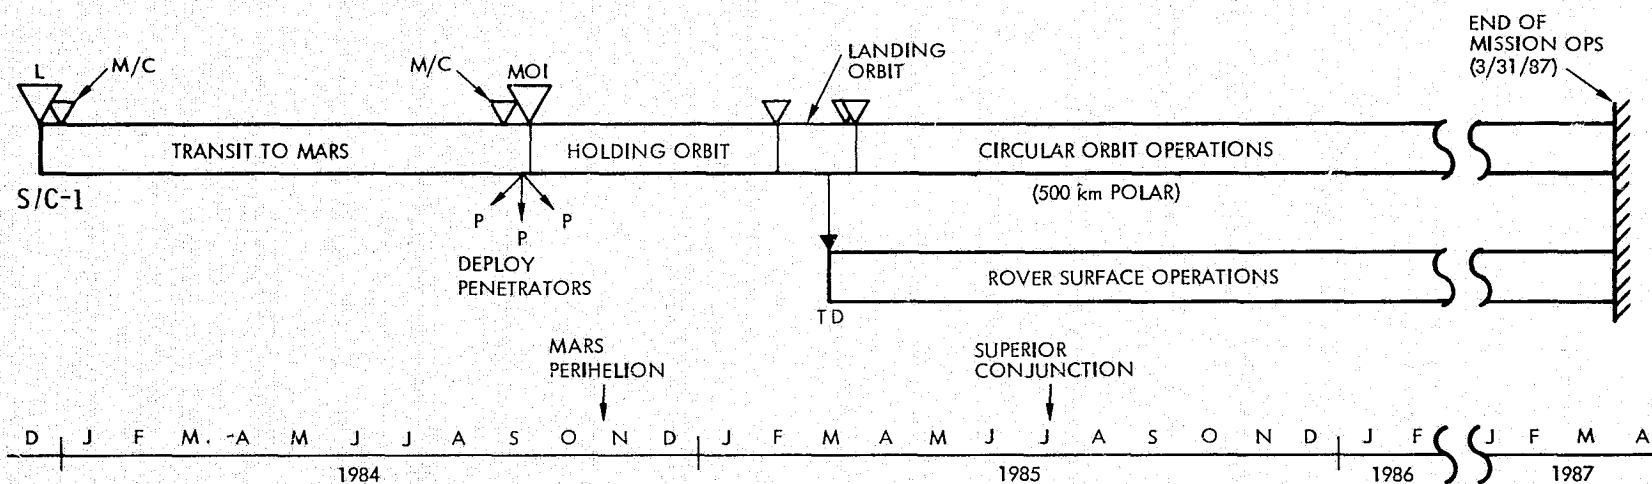 END OF
MISSION OPS
(3/31/87)
L
M/C
M/C
MOI
LANDING
ORBIT
TRANSIT TO MARS
HOLDING ORBIT
CIRCULAR ORBIT OPERATIONS
S/C-1
(500 km POLAR)
P P P
DEPLOY
PENETRATORS
ROVER SURFACE OPERATIONS
TD
MARS
PERIHELION
SUPERIOR
CONJUNCTION
D J F M. -A M J J A S O N D J F M A M J J A S O N D J F J F M A
1984 1985 1986 1987